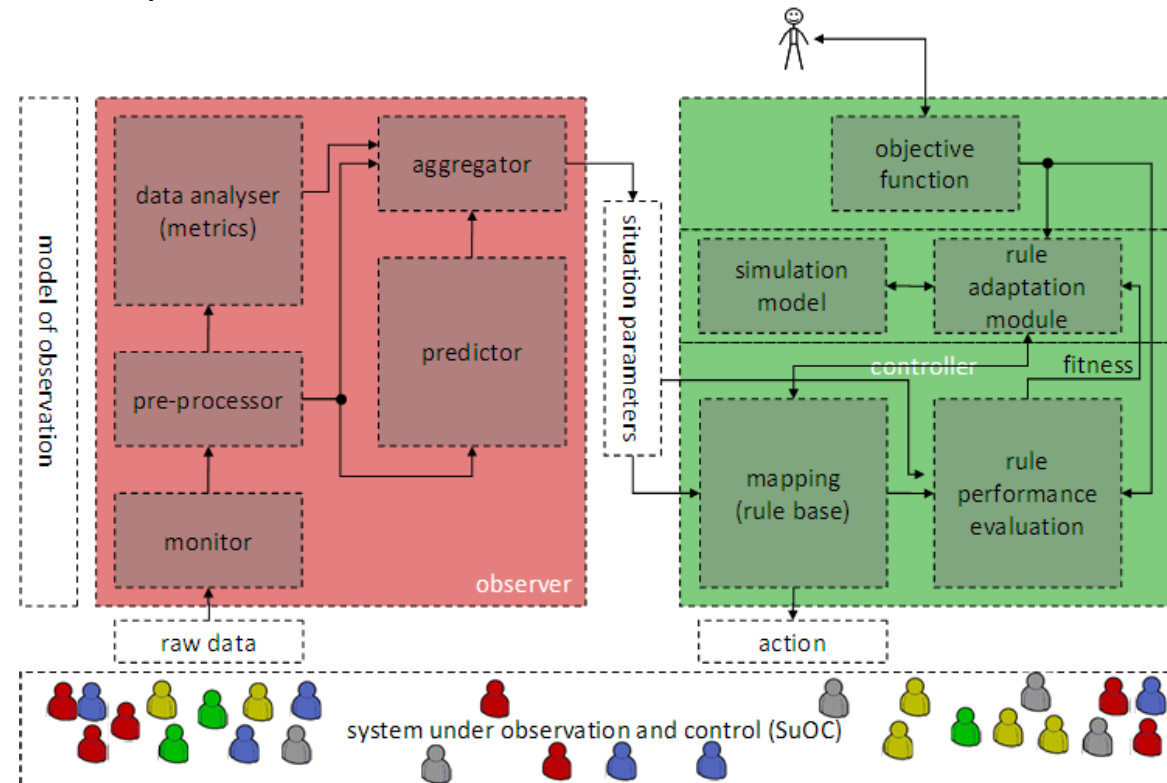 model of observation
data analyser
(metrics)
aggregator
pre-processor
predictor
monitor
observer
raw data
situation parameters
objective
function
simulation
model
rule
adaptation
module
controller
fitness
mapping
(rule base)
rule
performance
evaluation
action
system under observation and control (SuOC)